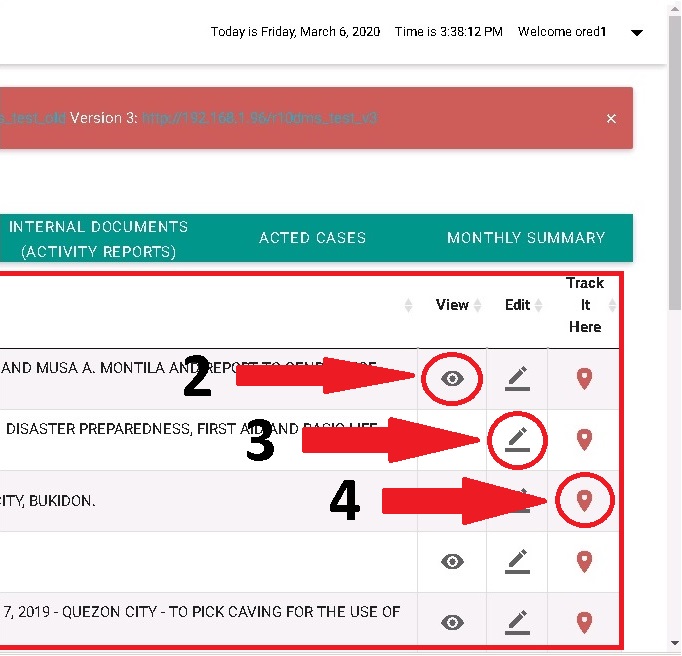 Today is Friday, March 6, 2020 Time is 3:38:12 PM Welcome ored1
s_test_old Version 3: http://192.168.1.96/r10dms_test_v3 ×
INTERNAL DOCUMENTS
(ACTIVITY REPORTS)
ACTED CASES
MONTHLY SUMMARY
View
Edit
Track
It
Here
AND MUSA A. MONTILA AND REPORT TO
2
DISASTER PREPAREDNESS, FIRST AID AND BASIC LIFE
3
CITY, BUKIDON.
4
7, 2019 - QUEZON CITY - TO PICK CAVING FOR THE USE OF